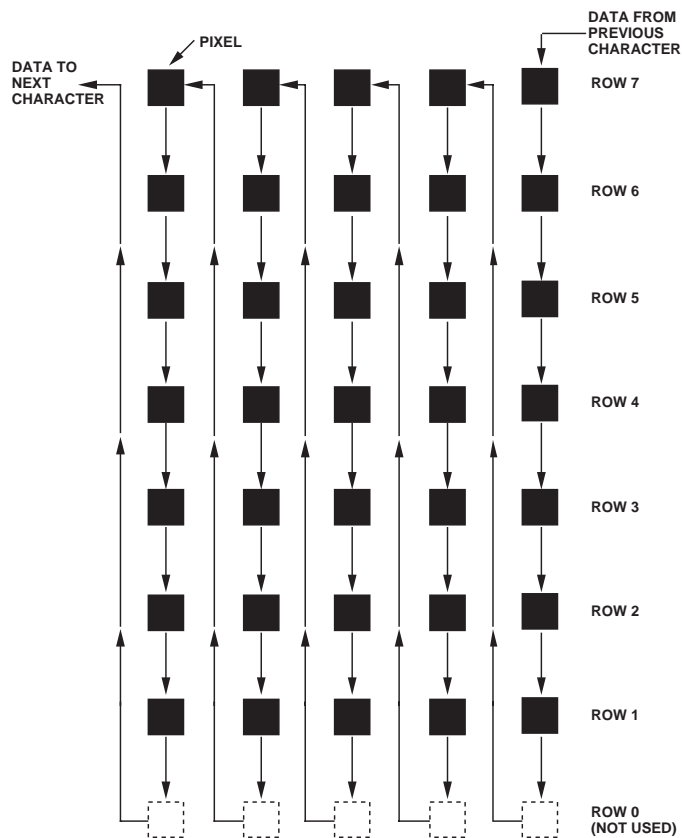 DATA FROM
PREVIOUS
CHARACTER
PIXEL
DATA TO
NEXT
CHARACTER
ROW 7
ROW 6
ROW 5
ROW 4
ROW 3
ROW 2
ROW 1
ROW 0
(NOT USED)